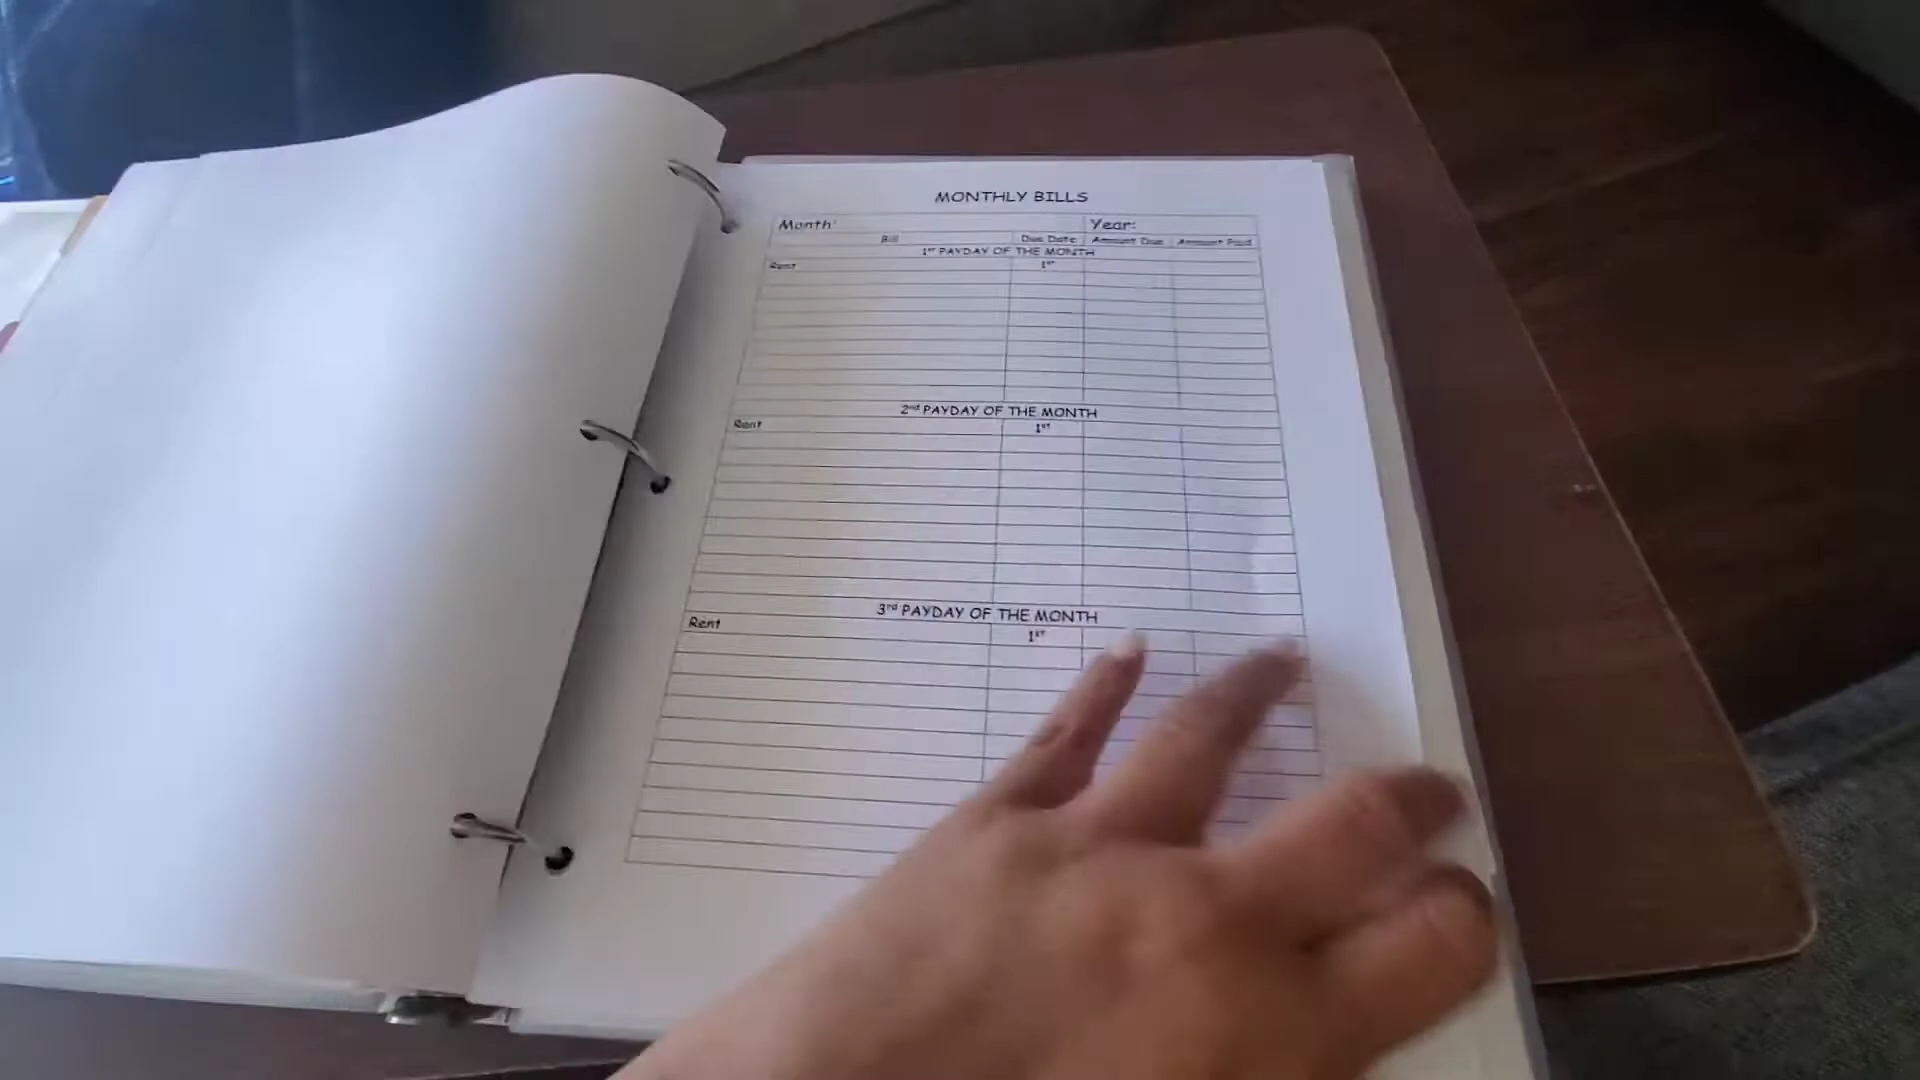 MONTHLY BILLS
Month: Year:
Bill Due Date Amount Due Amount Paid
1st PAYDAY OF THE MONTH
Rent 1st
2nd PAYDAY OF THE MONTH
Rent 1st
3rd PAYDAY OF THE MONTH
Rent 1st